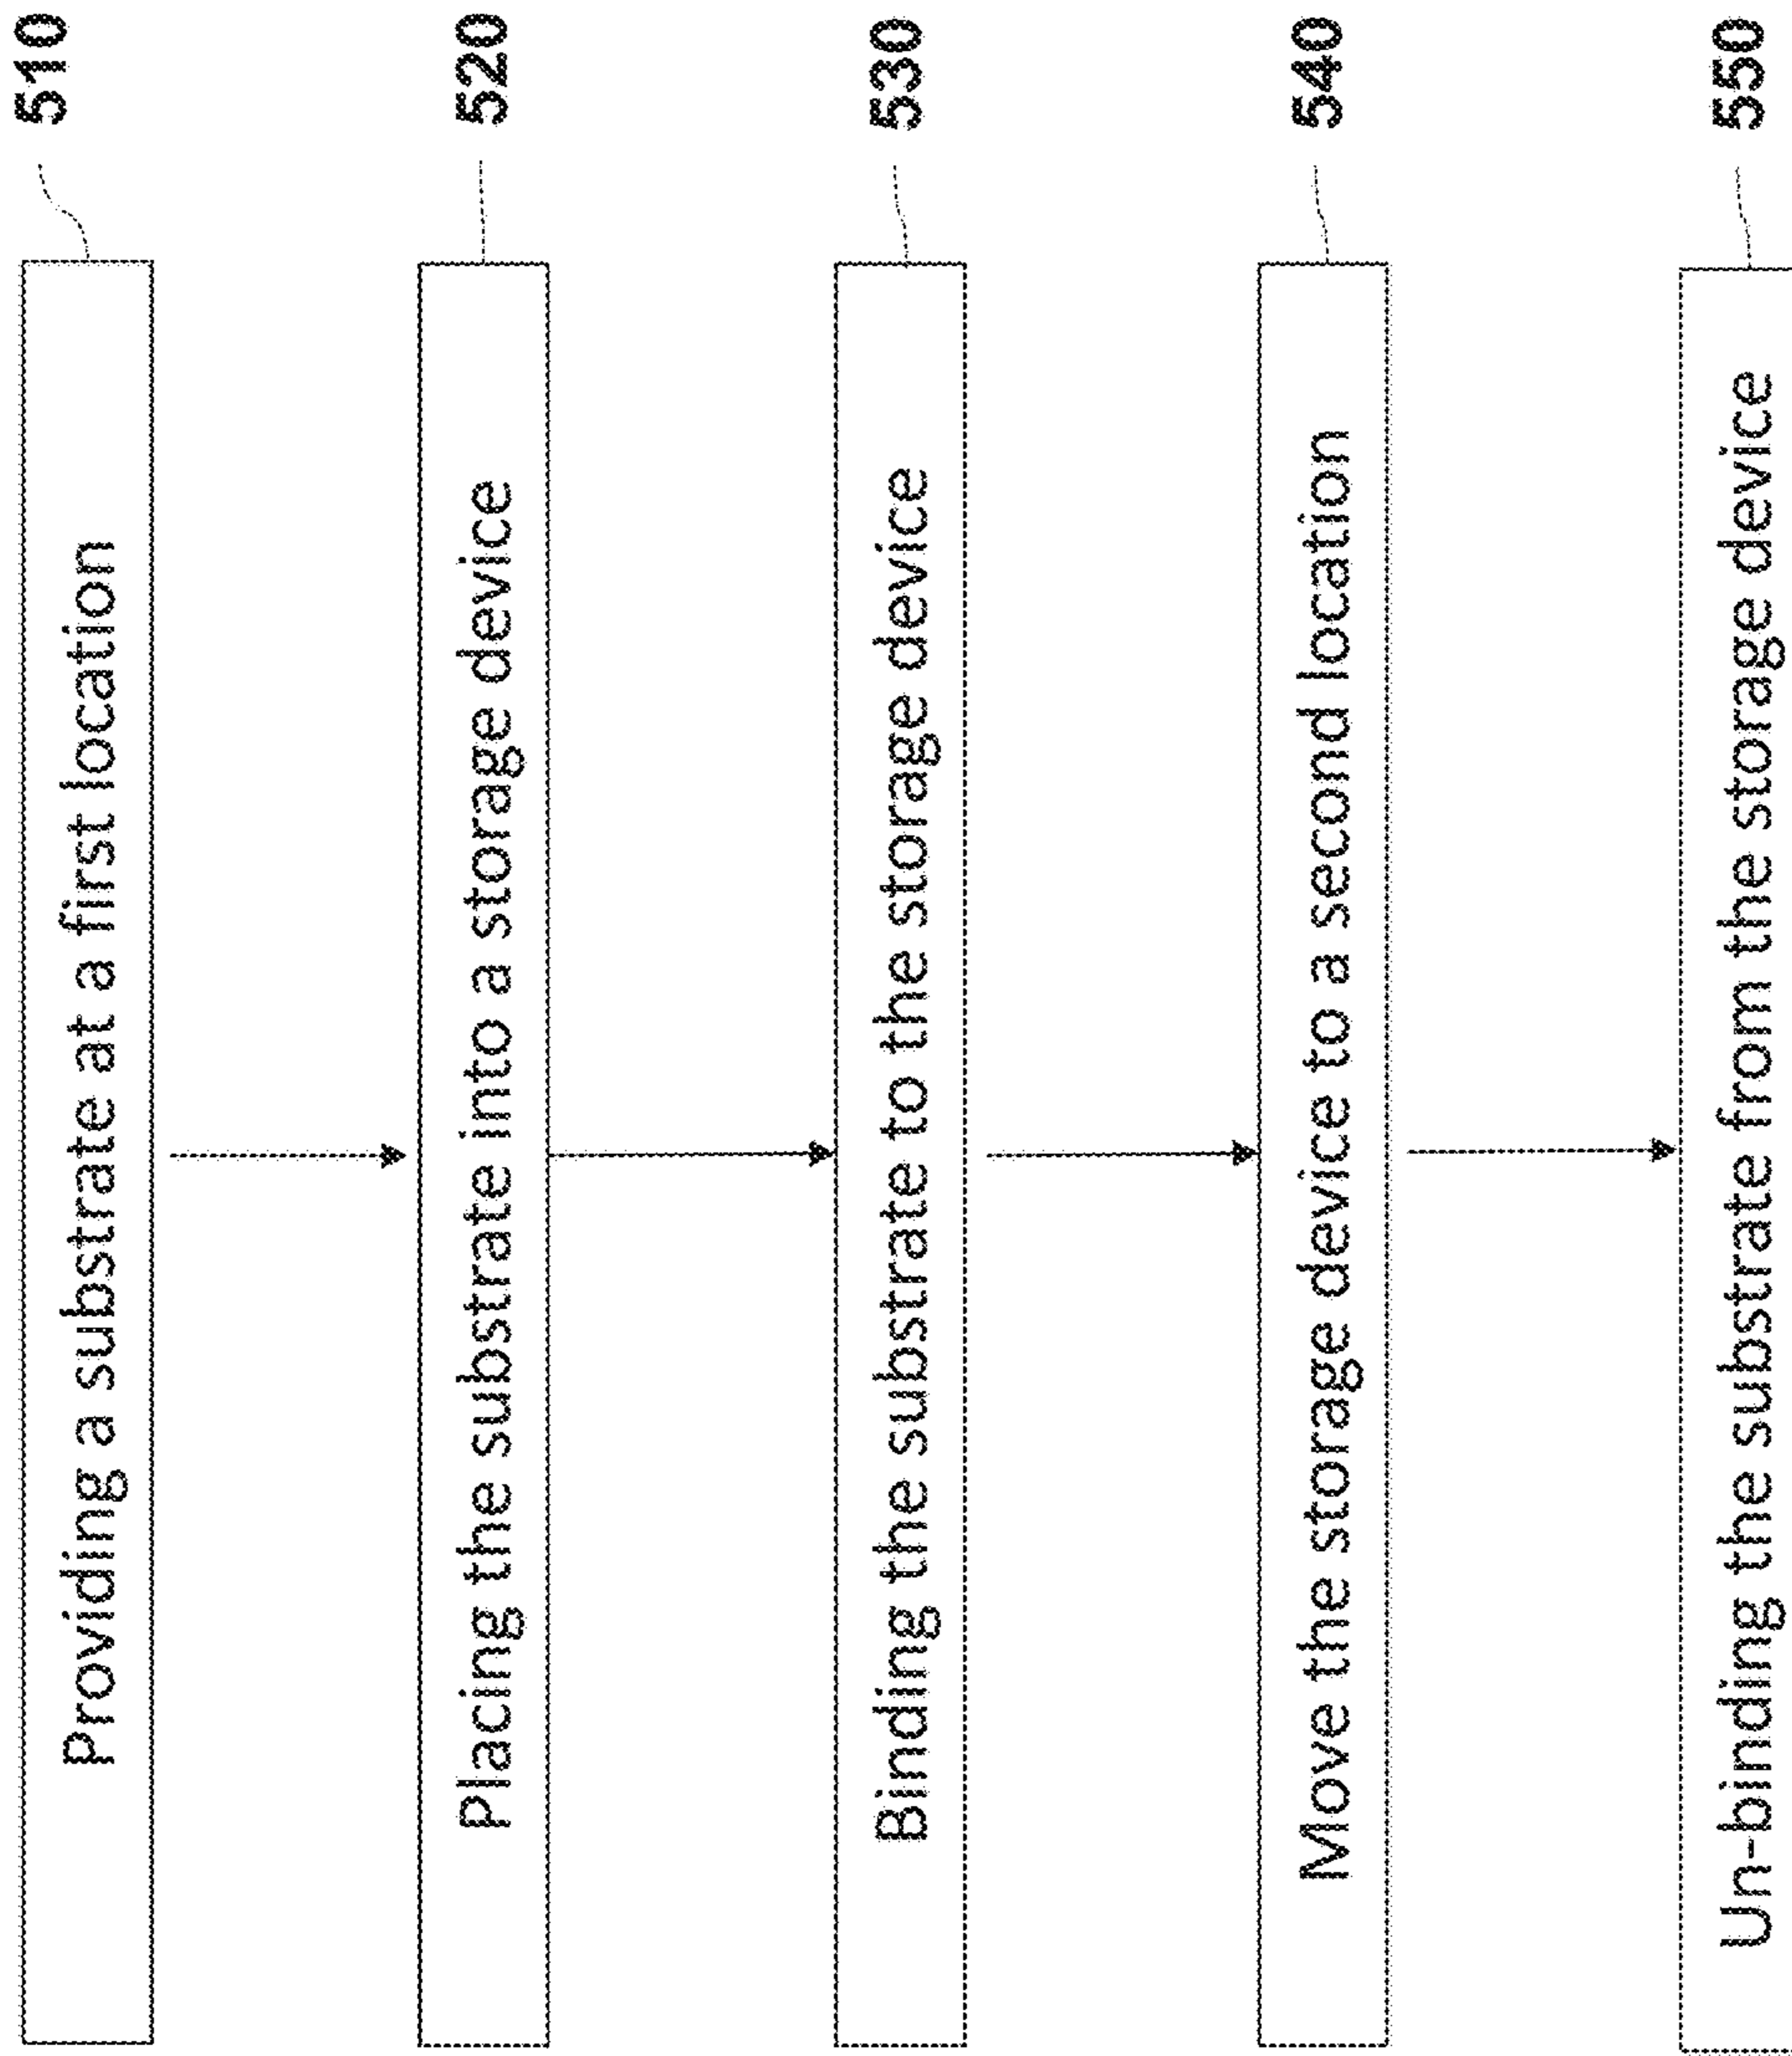 Providing a substrate at a first location
510
Placing the substrate into a storage device
520
Binding the substrate to the storage device
530
Move the storage device to a second location
540
Un-binding the substrate from the storage device
550